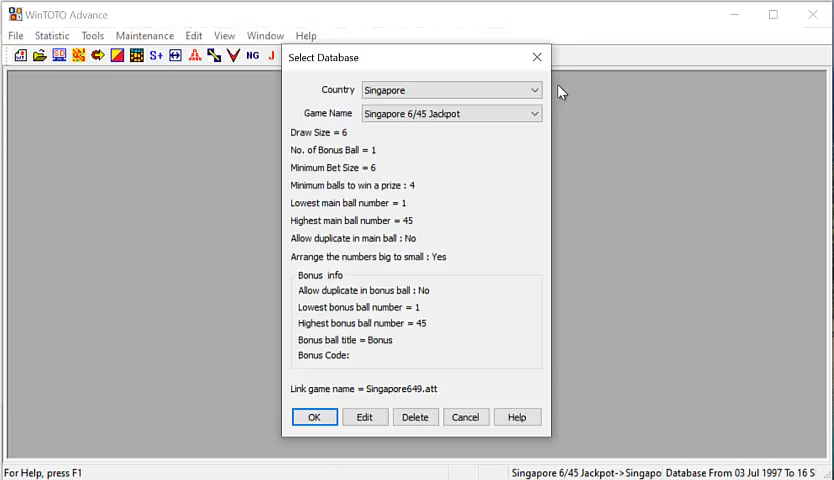 WinTOTO Advance
File Statistic Tools Maintenance Edit View Window Help
S+ NG J
Select Database
Country Singapore
Game Name Singapore 6/45 Jackpot
Draw Size = 6
No. of Bonus Ball = 1
Minimum Bet Size = 6
Minimum balls to win a prize : 4
Lowest main ball number = 1
Highest main ball number = 45
Allow duplicate in main ball : No
Arrange the numbers big to small : Yes
Bonus info
Allow duplicate in bonus ball : No
Lowest bonus ball number = 1
Highest bonus ball number = 45
Bonus ball title = Bonus
Bonus Code:
Link game name = Singapore649.att
OK Edit Delete Cancel Help
For Help, press F1 Singapore 6/45 Jackpot->Singapo Database From 03 Jul 1997 To 16 S